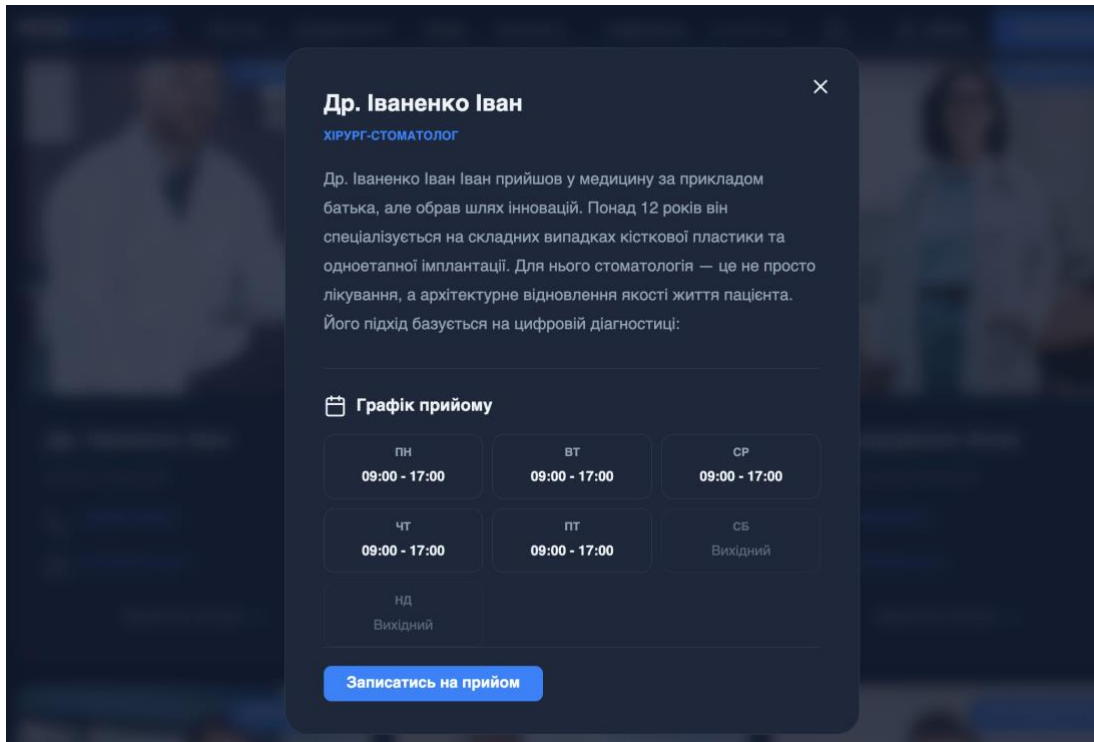 Др. Іваненко Іван
ХІРУРГ-СТОМАТОЛОГ
Др. Іваненко Іван Іван прийшов у медицину за прикладом
батька, але обрав шлях інновацій. Понад 12 років він
спеціалізується на складних випадках кісткової пластики та
одноетапної імплантації. Для нього стоматологія — це не просто
лікування, а архітектурне відновлення якості життя пацієнта.
Його підхід базується на цифровій діагностиці:
Графік прийому
ПН ВТ СР
09:00 - 17:00 09:00 - 17:00 09:00 - 17:00
ЧТ ПТ СБ
09:00 - 17:00 09:00 - 17:00 Вихідний
НД
Вихідний
Записатись на прийом